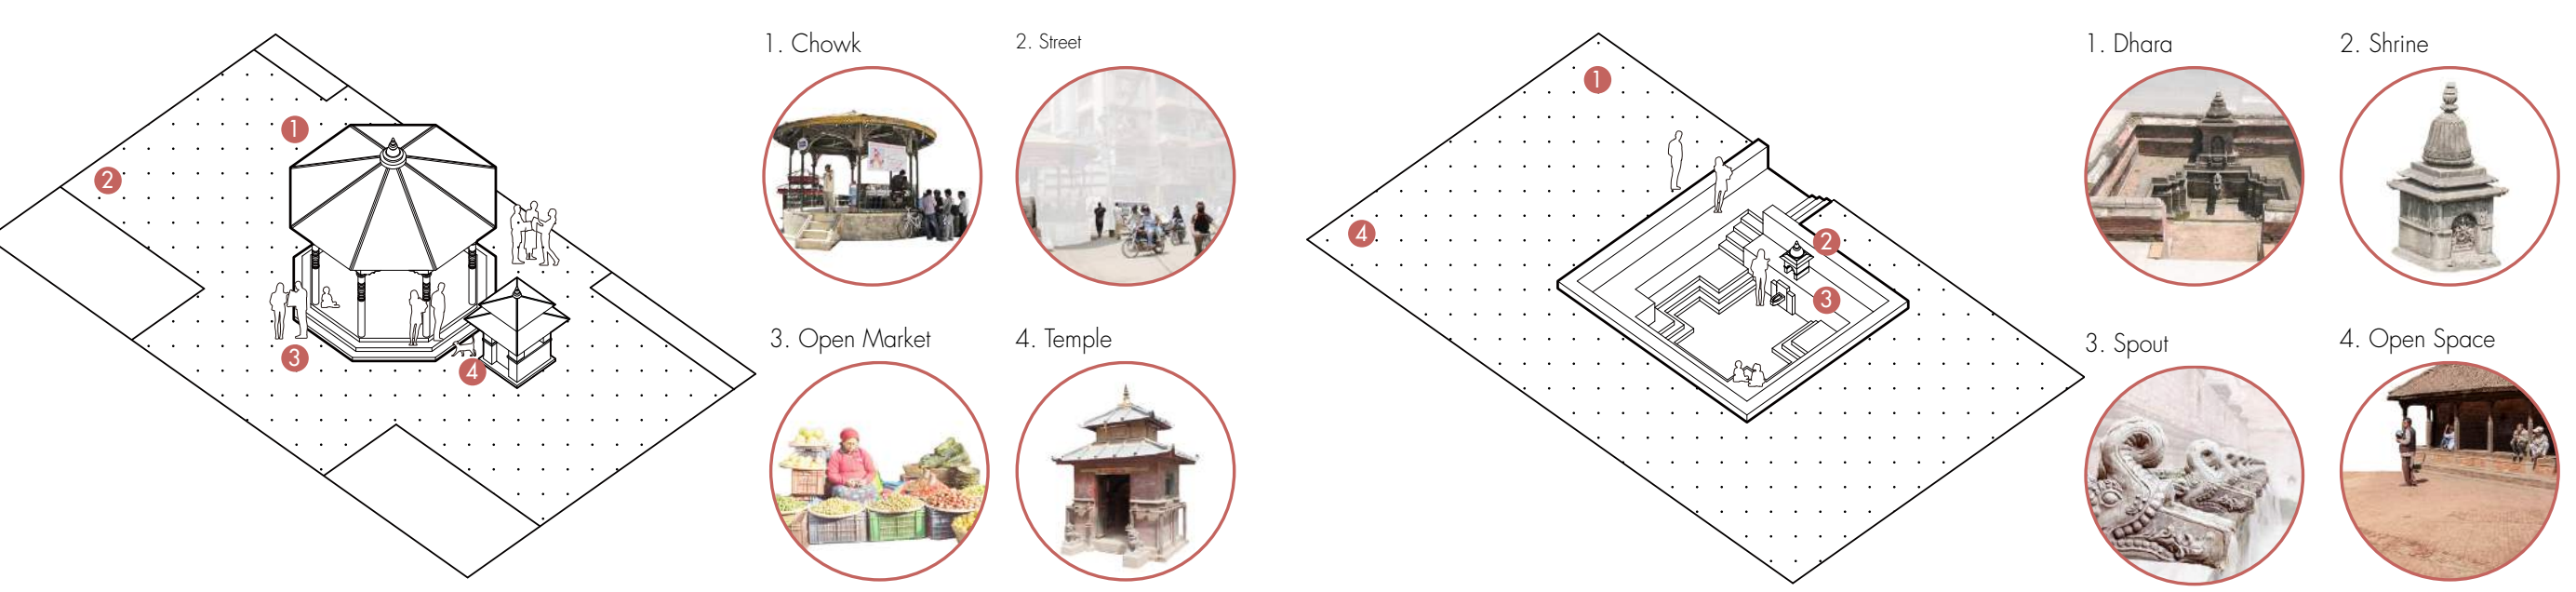 1. Chowk
2. Street
1
2
3
4
3. Open Market
4. Temple
1. Dhara
2. Shrine
1
4
2
3
3. Spout
4. Open Space